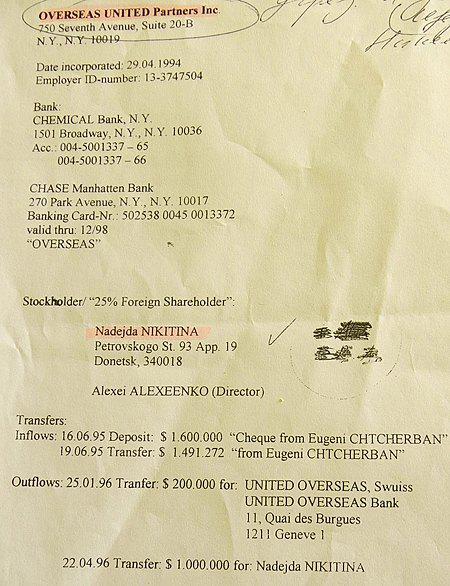 OVERSEAS UNITED Partners Inc.
750 Seventh Avenue, Suite 20-B
N.Y., N.Y. 10019
Date incorporated: 29.04.1994
Employer ID-number: 13-3747504
Bank:
CHEMICAL Bank, N.Y.
1501 Broadway, N.Y., N.Y. 10036
Acc.: 004-5001337 – 65
004-5001337 – 66
CHASE Manhatten Bank
270 Park Avenue, N.Y., N.Y. 10017
Banking Card-Nr.: 502538 0045 0013372
valid thru: 12/98
“OVERSEAS”
Stockholder/ “25% Foreign Shareholder”:
Nadejda NIKITINA
Petrovskogo St. 93 App. 19
Donetsk, 340018
Alexei ALEXEENKO (Director)
Transfers:
Inflows: 16.06.95 Deposit: $ 1.600.000 “Cheque from Eugeni CHTCHERBAN”
19.06.95 Transfer: $ 1.491.272 “from Eugeni CHTCHERBAN”
Outflows: 25.01.96 Tranfer: $ 200.000 for: UNITED OVERSEAS, Swuiss
UNITED OVERSEAS Bank
11, Quai des Burgues
1211 Geneve 1
22.04.96 Transfer: $ 1.000.000 for: Nadejda NIKITINA